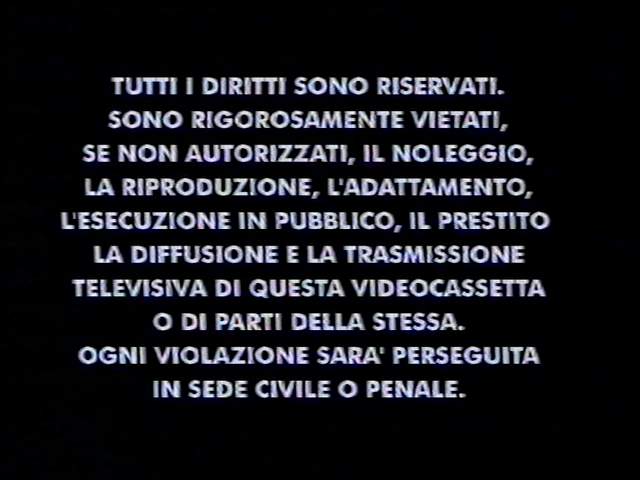 TUTTI I DIRITTI SONO RISERVATI.
SONO RIGOROSAMENTE VIETATI,
SE NON AUTORIZZATI, IL NOLEGGIO,
LA RIPRODUZIONE, L'ADATTAMENTO,
L'ESECUZIONE IN PUBBLICO, IL PRESTITO
LA DIFFUSIONE E LA TRASMISSIONE
TELEVISIVA DI QUESTA VIDEOCASSETTA
O DI PARTI DELLA STESSA.
OGNI VIOLAZIONE SARA' PERSEGUITA
IN SEDE CIVILE O PENALE.